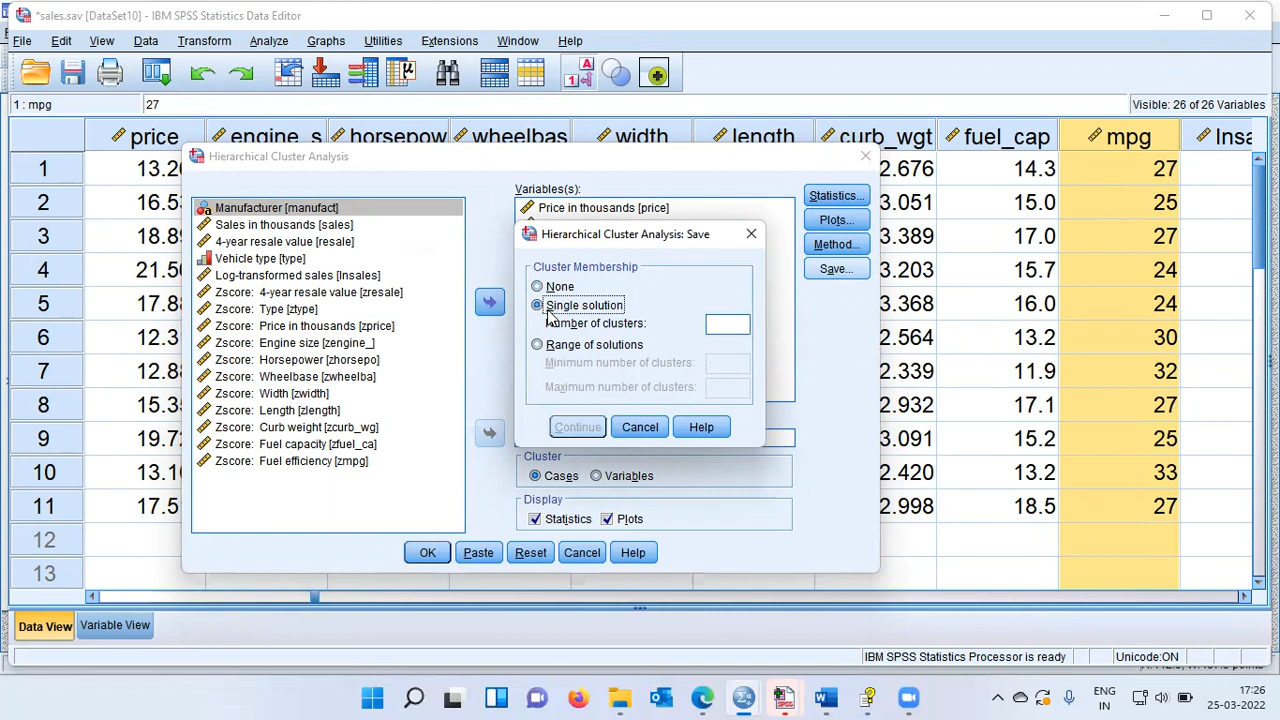 *sales.sav [DataSet10] - IBM SPSS Statistics Data Editor
File Edit View Data Transform Analyze Graphs Utilities Extensions Window Help
1 : mpg 27 Visible: 26 of 26 Variables
price engine_s horsepow wheelbas width length curb_wgt fuel_cap mpg lnsa
1 13.26 2.676 14.3 27
2 16.53 3.051 15.0 25
3 18.89 3.389 17.0 27
4 21.50 3.203 15.7 24
5 17.88 3.368 16.0 24
6 12.31 2.564 13.2 30
7 12.88 2.339 11.9 32
8 15.38 2.932 17.1 27
9 19.72 3.091 15.2 25
10 13.10 2.420 13.2 33
11 17.5 2.998 18.5 27
12
13
Hierarchical Cluster Analysis
Manufacturer [manufact]
Sales in thousands [sales]
4-year resale value [resale]
Vehicle type [type]
Log-transformed sales [lnsales]
Zscore: 4-year resale value [zresale]
Zscore: Type [ztype]
Zscore: Price in thousands [zprice]
Zscore: Engine size [zengine_]
Zscore: Horsepower [zhorsepo]
Zscore: Wheelbase [zwheelba]
Zscore: Width [zwidth]
Zscore: Length [zlength]
Zscore: Curb weight [zcurb_wg]
Zscore: Fuel capacity [zfuel_ca]
Zscore: Fuel efficiency [zmpg]
Variables(s):
Price in thousands [price]
Statistics...
Plots...
Method...
Save...
Hierarchical Cluster Analysis: Save
Cluster Membership
None
Single solution
Number of clusters:
Range of solutions
Minimum number of clusters:
Maximum number of clusters:
Continue Cancel Help
Cluster
Cases Variables
Display
Statistics Plots
OK Paste Reset Cancel Help
Data View Variable View
IBM SPSS Statistics Processor is ready Unicode:ON
ENG
IN
17:26
25-03-2022